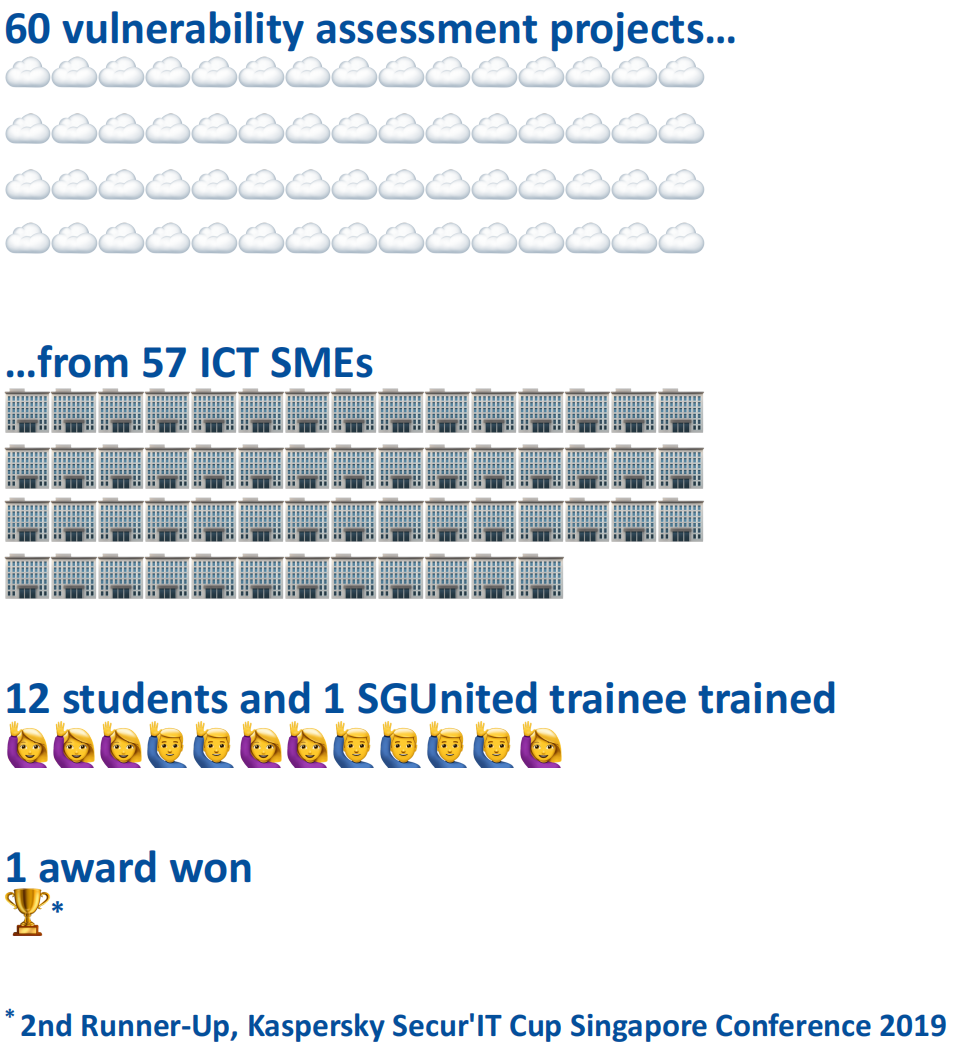 60 vulnerability assessment projects...
...from 57 ICT SMEs
12 students and 1 SGUnited trainee trained
1 award won
*
* 2nd Runner-Up, Kaspersky Secur'IT Cup Singapore Conference 2019